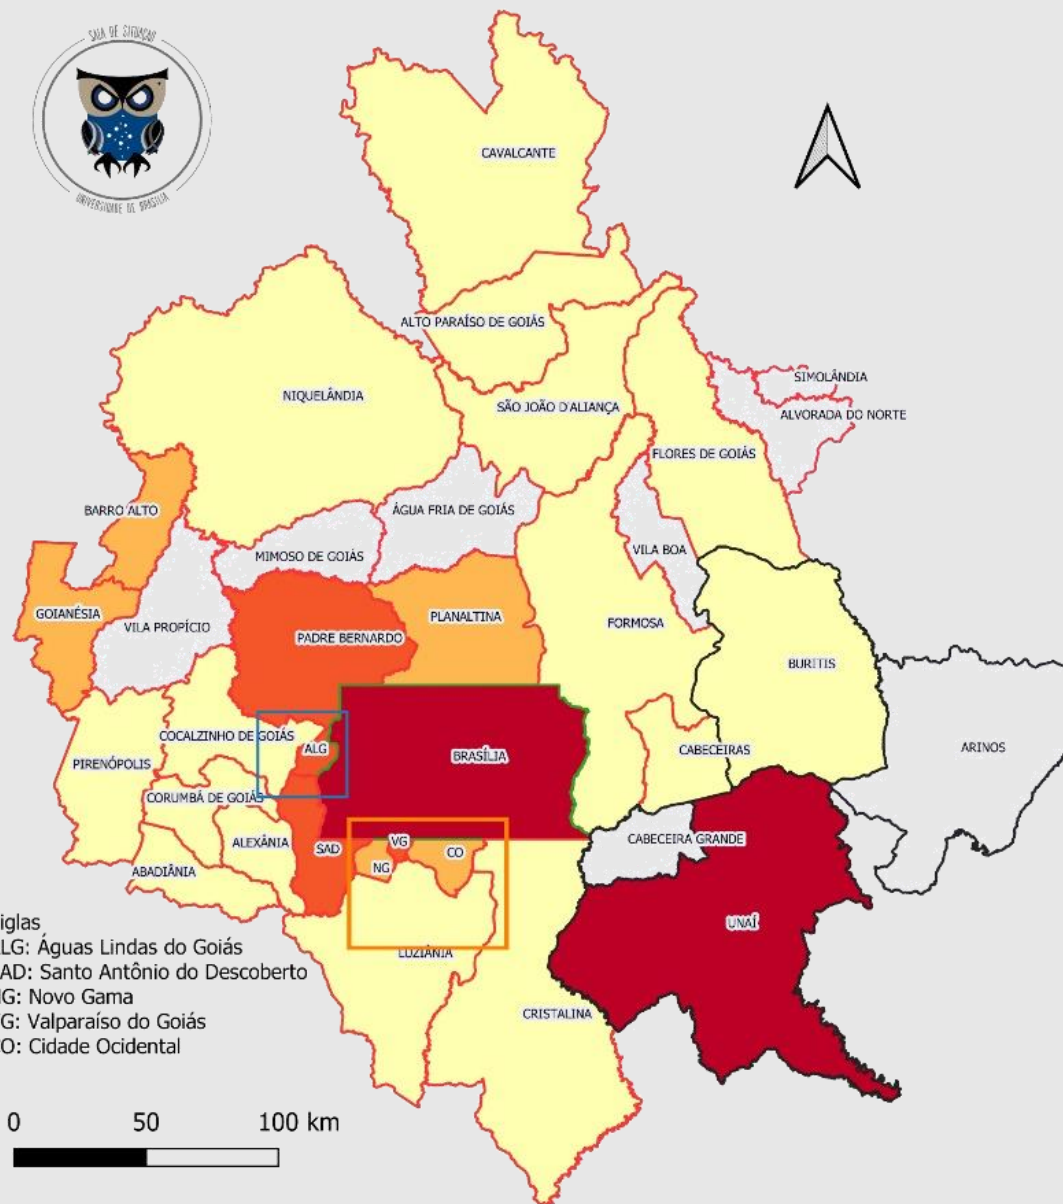 SALA DE SITUAÇÃO
UNIVERSIDADE DE BRASÍLIA
CAVALCANTE
ALTO PARAÍSO DE GOIÁS
SIMOLÂNDIA
NIQUELÂNDIA
SÃO JOÃO D'ALIANÇA
ALVORADA DO NORTE
FLORES DE GOIÁS
BARRO ALTO
ÁGUA FRIA DE GOIÁS
VILA BOA
MIMOSO DE GOIÁS
GOIANÉSIA
PLANALTINA
VILA PROPÍCIO
FORMOSA
PADRE BERNARDO
BURITIS
COCALZINHO DE GOIÁS
ALG
ARINOS
CABECEIRAS
BRASÍLIA
PIRENÓPOLIS
CORUMBÁ DE GOIÁS
CABECEIRA GRANDE
ALEXÂNIA
VG
SAD
CO
NG
ABADIÂNIA
UNAÍ
LUZIÂNIA
CRISTALINA
iglas
LG: Águas Lindas do Goiás
AD: Santo Antônio do Descoberto
IG: Novo Gama
G: Valparaíso do Goiás
O: Cidade Ocidental
0 50 100 km